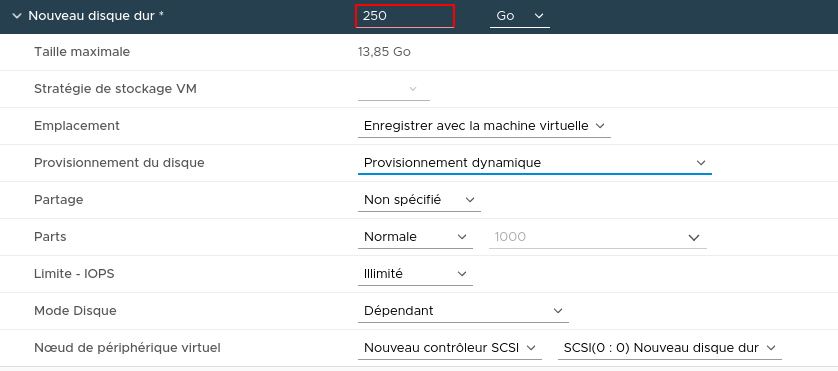 Nouveau disque dur * 250 Go
Taille maximale 13,85 Go
Stratégie de stockage VM
Emplacement Enregistrer avec la machine virtuelle
Provisionnement du disque Provisionnement dynamique
Partage Non spécifié
Parts Normale 1000
Limite - IOPS Illimité
Mode Disque Dépendant
Nœud de périphérique virtuel Nouveau contrôleur SCSI SCSI(0 : 0) Nouveau disque dur